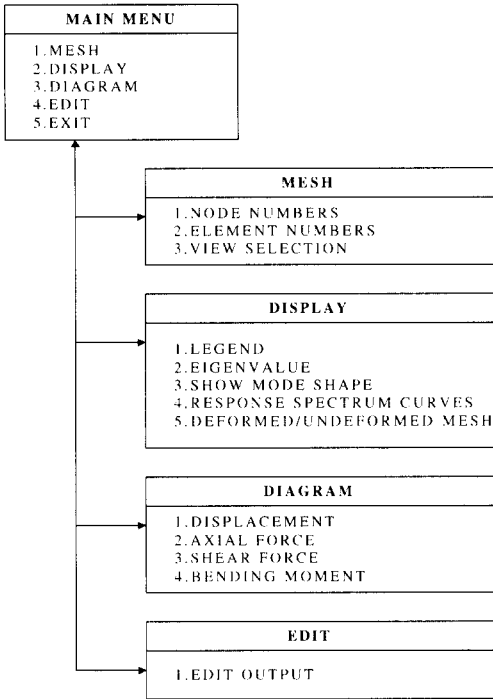 MAIN MENU
1.MESH
2.DISPLAY
3.DIAGRAM
4.EDIT
5.EXIT
MESH
1.NODE NUMBERS
2.ELEMENT NUMBERS
3.VIEW SELECTION
DISPLAY
1.LEGEND
2.EIGENVALUE
3.SHOW MODE SHAPE
4.RESPONSE SPECTRUM CURVES
5.DEFORMED/UNDEFORMED MESH
DIAGRAM
1.DISPLACEMENT
2.AXIAL FORCE
3.SHEAR FORCE
4.BENDING MOMENT
EDIT
1.EDIT OUTPUT